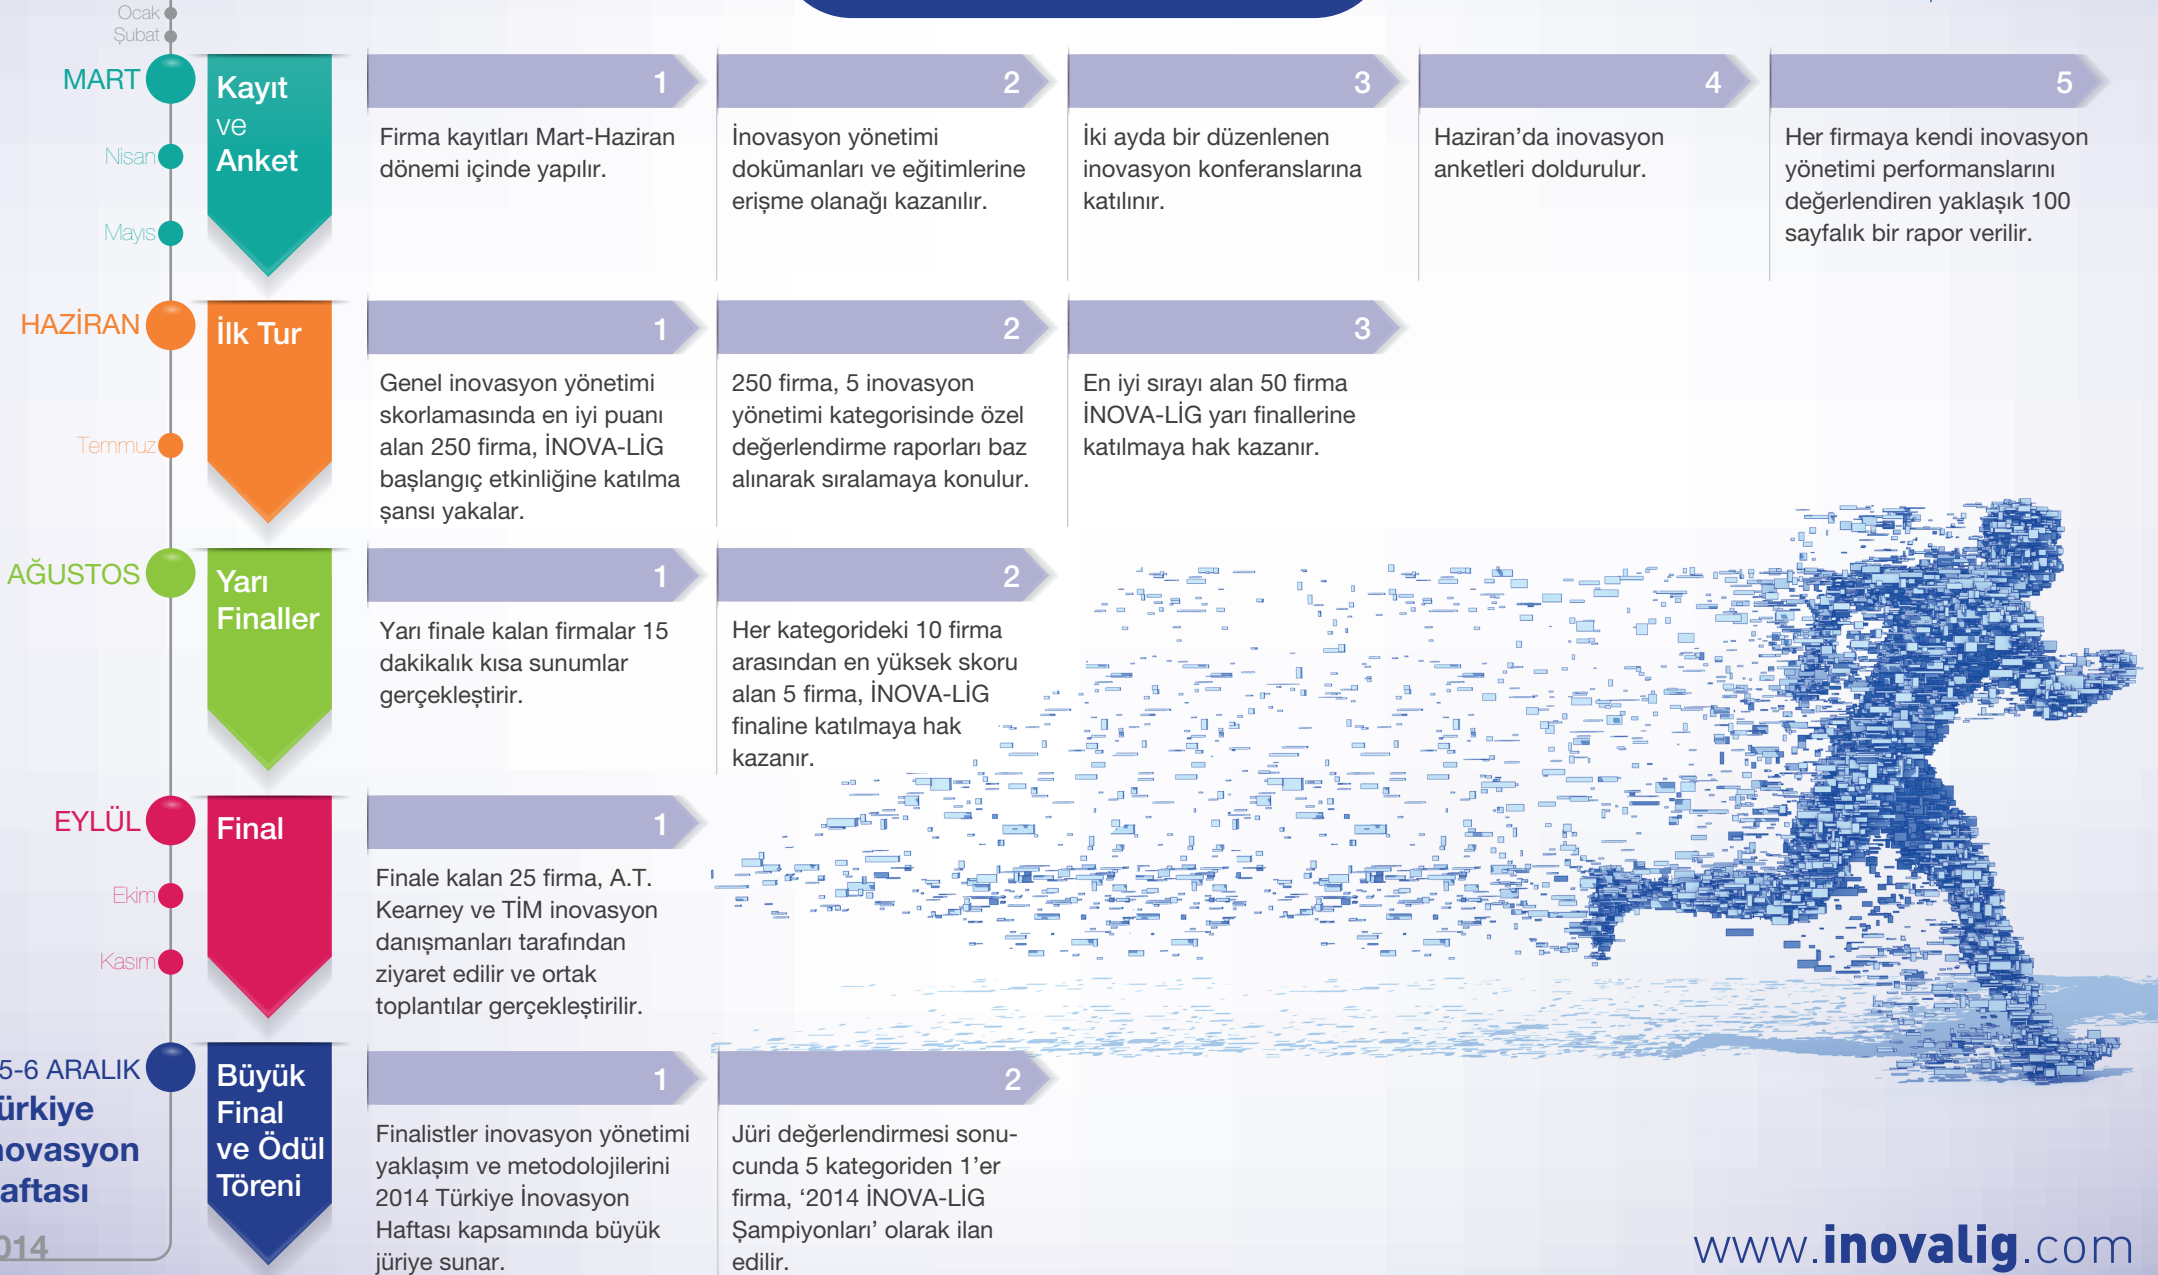 Ocak
Şubat
MART
Nisan
Mayıs
Kayıt
ve
Anket
1
Firma kayıtları Mart-Haziran
dönemi içinde yapılır.
2
İnovasyon yönetimi
dokümanları ve eğitimlerine
erişme olanağı kazanılır.
3
İki ayda bir düzenlenen
inovasyon konferanslarına
katılınır.
4
Haziran’da inovasyon
anketleri doldurulur.
5
Her firmaya kendi inovasyon
yönetimi performanslarını
değerlendiren yaklaşık 100
sayfalık bir rapor verilir.
HAZİRAN
Temmuz
İlk Tur
1
Genel inovasyon yönetimi
skorlamasında en iyi puanı
alan 250 firma, İNOVA-LİG
başlangıç etkinliğine katılma
şansı yakalar.
2
250 firma, 5 inovasyon
yönetimi kategorisinde özel
değerlendirme raporları baz
alınarak sıralamaya konulur.
3
En iyi sırayı alan 50 firma
İNOVA-LİG yarı finallerine
katılmaya hak kazanır.
AĞUSTOS
Yarı
Finaller
1
Yarı finale kalan firmalar 15
dakikalık kısa sunumlar
gerçekleştirir.
2
Her kategorideki 10 firma
arasından en yüksek skoru
alan 5 firma, İNOVA-LİG
finaline katılmaya hak
kazanır.
EYLÜL
Ekim
Kasım
Final
1
Finale kalan 25 firma, A.T.
Kearney ve TİM inovasyon
danışmanları tarafından
ziyaret edilir ve ortak
toplantılar gerçekleştirilir.
5-6 ARALIK
ürkiye
novasyon
aftası
014
Büyük
Final
ve Ödül
Töreni
1
Finalistler inovasyon yönetimi
yaklaşım ve metodolojilerini
2014 Türkiye İnovasyon
Haftası kapsamında büyük
jüriye sunar.
2
Jüri değerlendirmesi sonu-
cunda 5 kategoriden 1’er
firma, ‘2014 İNOVA-LİG
Şampiyonları’ olarak ilan
edilir.
www.inovalig.com